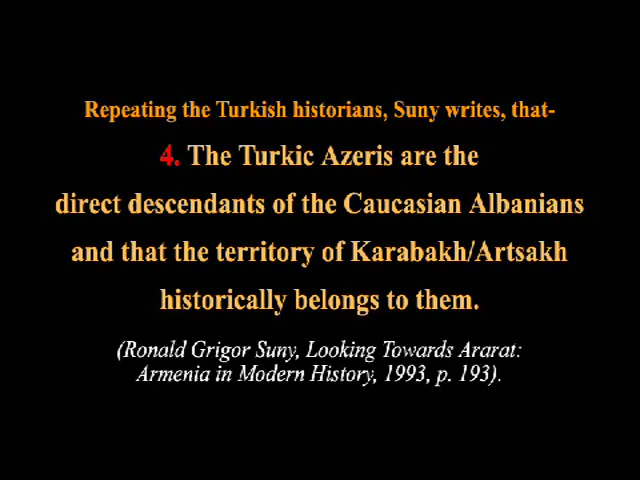 Repeating the Turkish historians, Suny writes, that-
4. The Turkic Azeris are the
direct descendants of the Caucasian Albanians
and that the territory of Karabakh/Artsakh
historically belongs to them.
(Ronald Grigor Suny, Looking Towards Ararat:
Armenia in Modern History, 1993, p. 193).